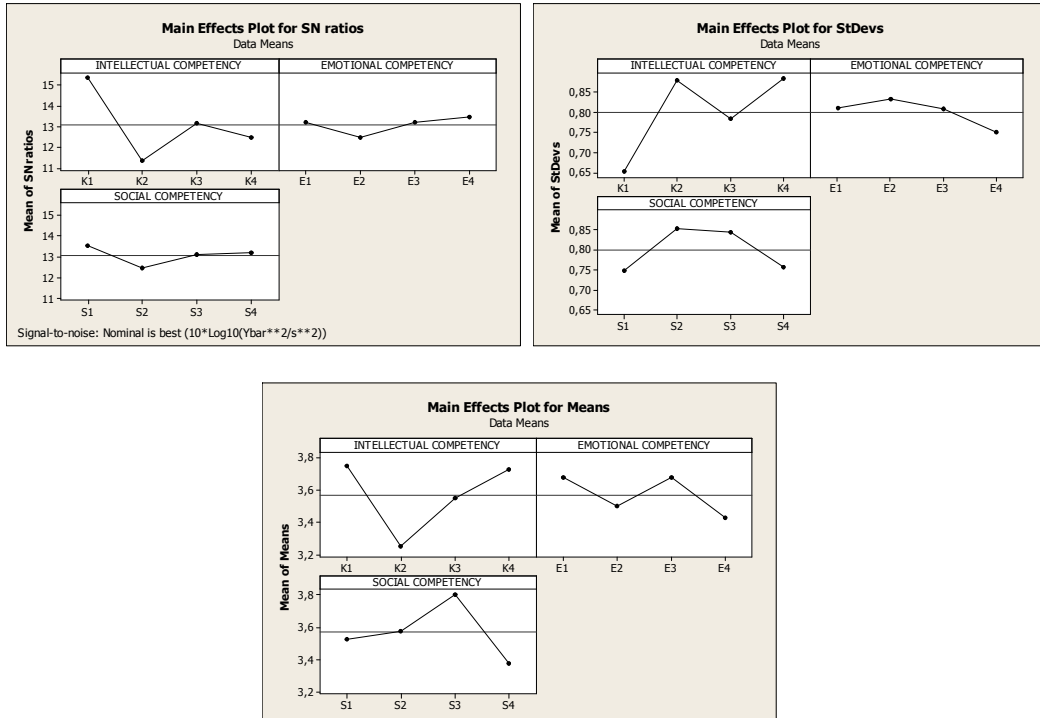 Main Effects Plot for SN ratios
Data Means
INTELLECTUAL COMPETENCY EMOTIONAL COMPETENCY
Mean of SN ratios
15
14
13
12
11
K1 K2 K3 K4 E1 E2 E3 E4
SOCIAL COMPETENCY
15
14
13
12
11
S1 S2 S3 S4
Signal-to-noise: Nominal is best (10*Log10(Ybar**2/s**2))
Main Effects Plot for StDevs
Data Means
INTELLECTUAL COMPETENCY EMOTIONAL COMPETENCY
Mean of StDevs
0,85
0,80
0,75
0,70
0,65
K1 K2 K3 K4 E1 E2 E3 E4
SOCIAL COMPETENCY
0,85
0,80
0,75
0,70
0,65
S1 S2 S3 S4
Main Effects Plot for Means
Data Means
INTELLECTUAL COMPETENCY EMOTIONAL COMPETENCY
Mean of Means
3,8
3,6
3,4
3,2
K1 K2 K3 K4 E1 E2 E3 E4
SOCIAL COMPETENCY
3,8
3,6
3,4
3,2
S1 S2 S3 S4